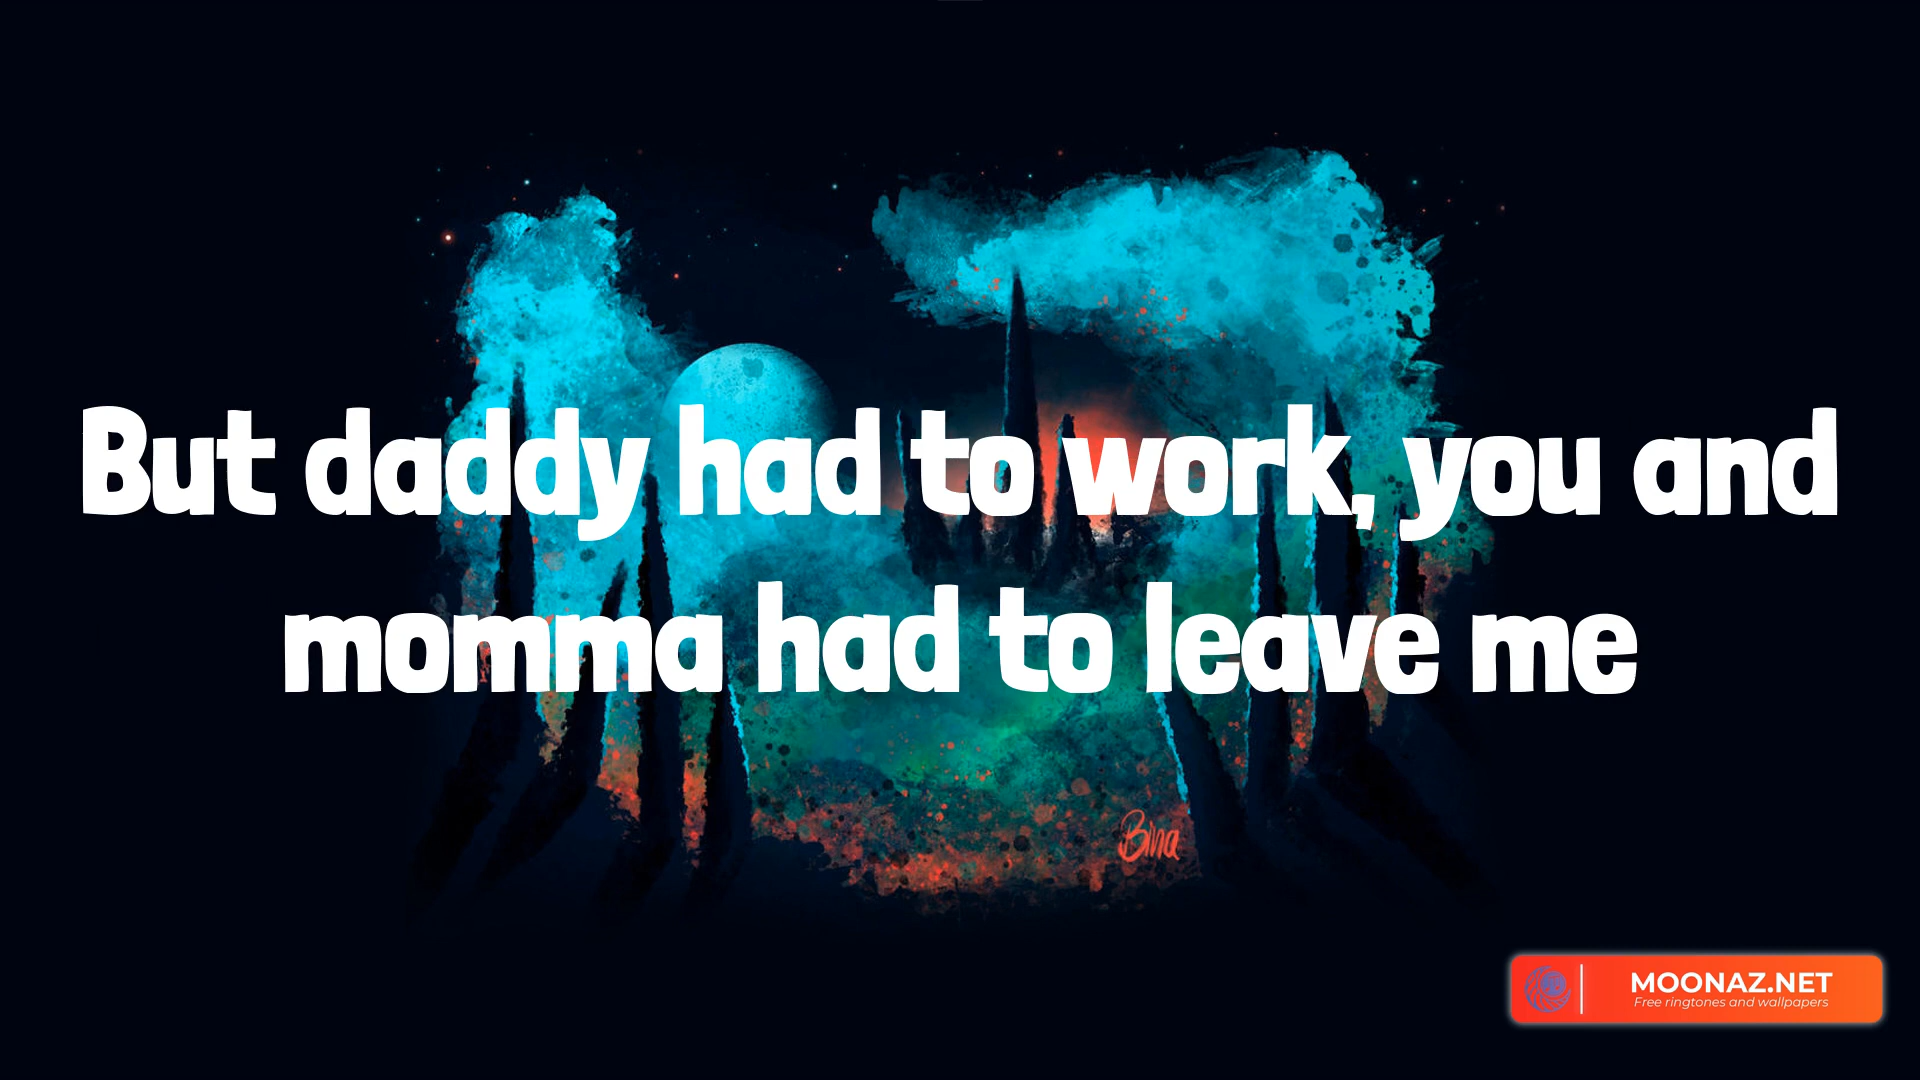 But daddy had to work, you and
momma had to leave me
Bina
MOONAZ.NET
Free ringtones and wallpapers